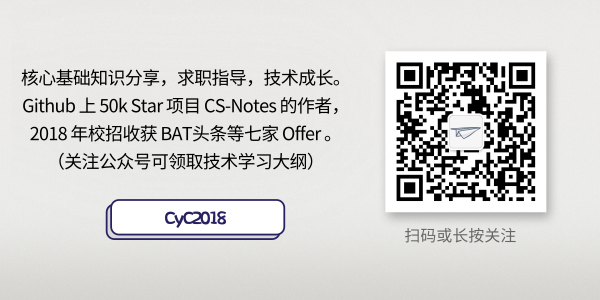 核心基础知识分享，求职指导，技术成长。
Github 上 50k Star 项目 CS-Notes 的作者，
2018 年校招收获 BAT头条等七家 Offer 。
（关注公众号可领取技术学习大纲）
CyC2018
扫码或长按关注